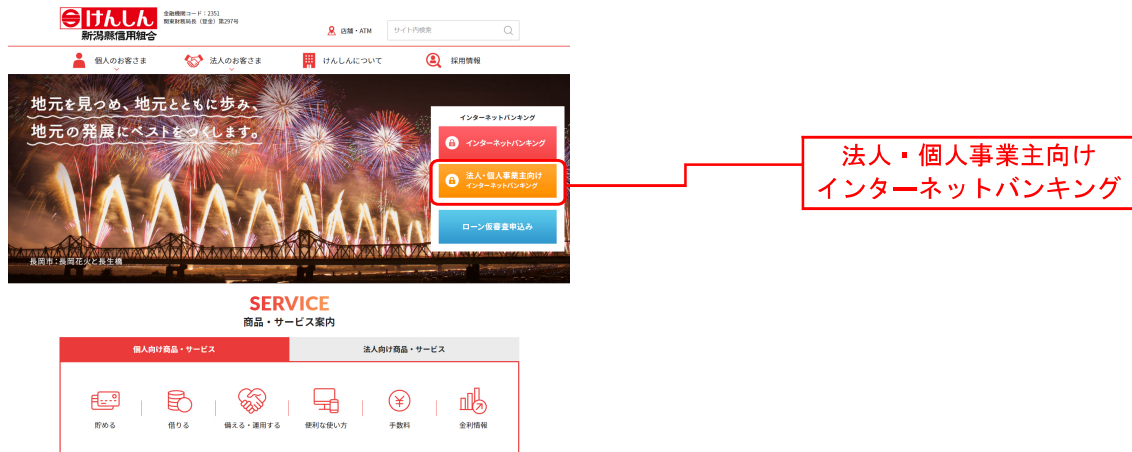 けんしん
新潟縣信用組合
金融機関コード：2351
関東財務局長（登金）第297号
店舗・ATM
サイト内検索
個人のお客さま
法人のお客さま
けんしんについて
採用情報
地元を見つめ、地元とともに歩み、
地元の発展にベストをつくします。
インターネットバンキング
インターネットバンキング
法人・個人事業主向け
インターネットバンキング
ローン仮審査申込み
長岡市：長岡花火と長生橋
法人・個人事業主向け
インターネットバンキング
SERVICE
商品・サービス案内
個人向け商品・サービス
法人向け商品・サービス
貯める
借りる
備える・運用する
便利な使い方
手数料
金利情報